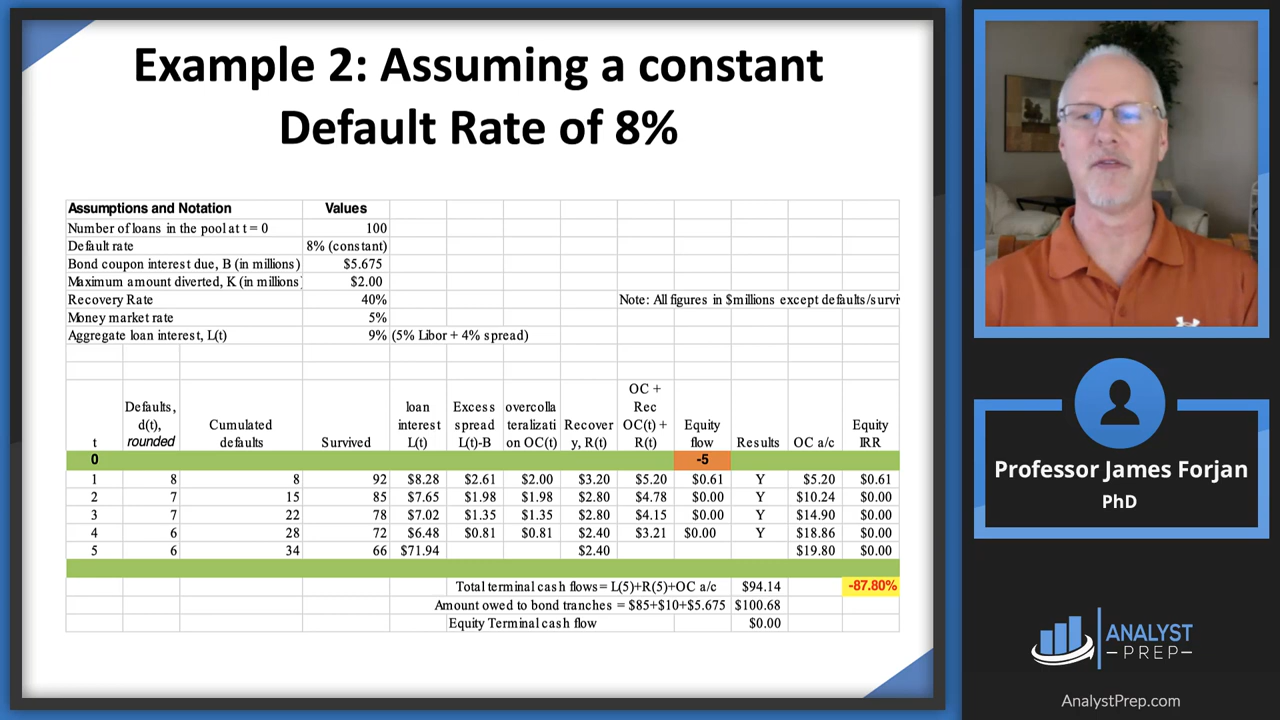 Example 2: Assuming a constant
Default Rate of 8%
Assumptions and Notation Values
Number of loans in the pool at t = 0 100
Default rate 8% (constant)
Bond coupon interest due, B (in millions) $5.675
Maximum amount diverted, K (in millions) $2.00
Recovery Rate 40% Note: All figures in $millions except defaults/survi
Money market rate 5%
Aggregate loan interest, L(t) 9% (5% Libor + 4% spread)
t Defaults, d(t), rounded Cumulated defaults Survived loan interest L(t) Excess spread L(t)-B overcolla teralizati on OC(t) Recover y, R(t) OC + Rec OC(t) + R(t) Equity flow Results OC a/c Equity IRR
0 -5
1 8 8 92 $8.28 $2.61 $2.00 $3.20 $5.20 $0.61 Y $5.20 $0.61
2 7 15 85 $7.65 $1.98 $1.98 $2.80 $4.78 $0.00 Y $10.24 $0.00
3 7 22 78 $7.02 $1.35 $1.35 $2.80 $4.15 $0.00 Y $14.90 $0.00
4 6 28 72 $6.48 $0.81 $0.81 $2.40 $3.21 $0.00 Y $18.86 $0.00
5 6 34 66 $71.94 $2.40 $19.80 $0.00
Total terminal cash flows= L(5)+R(5)+OC a/c $94.14 -87.80%
Amount owed to bond tranches = $85+$10+$5.675 $100.68
Equity Terminal cash flow $0.00
Professor James Forjan
PhD
ANALYST
PREP
AnalystPrep.com